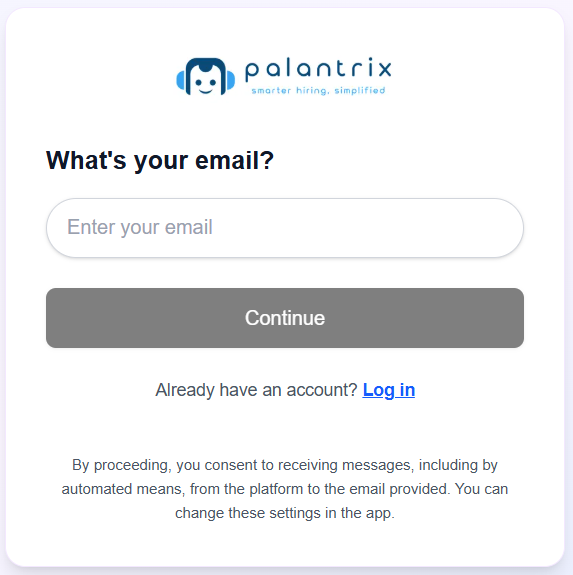 palantrix
smarter hiring, simplified
What's your email?
Enter your email
Continue
Already have an account? Log in
By proceeding, you consent to receiving messages, including by
automated means, from the platform to the email provided. You can
change these settings in the app.